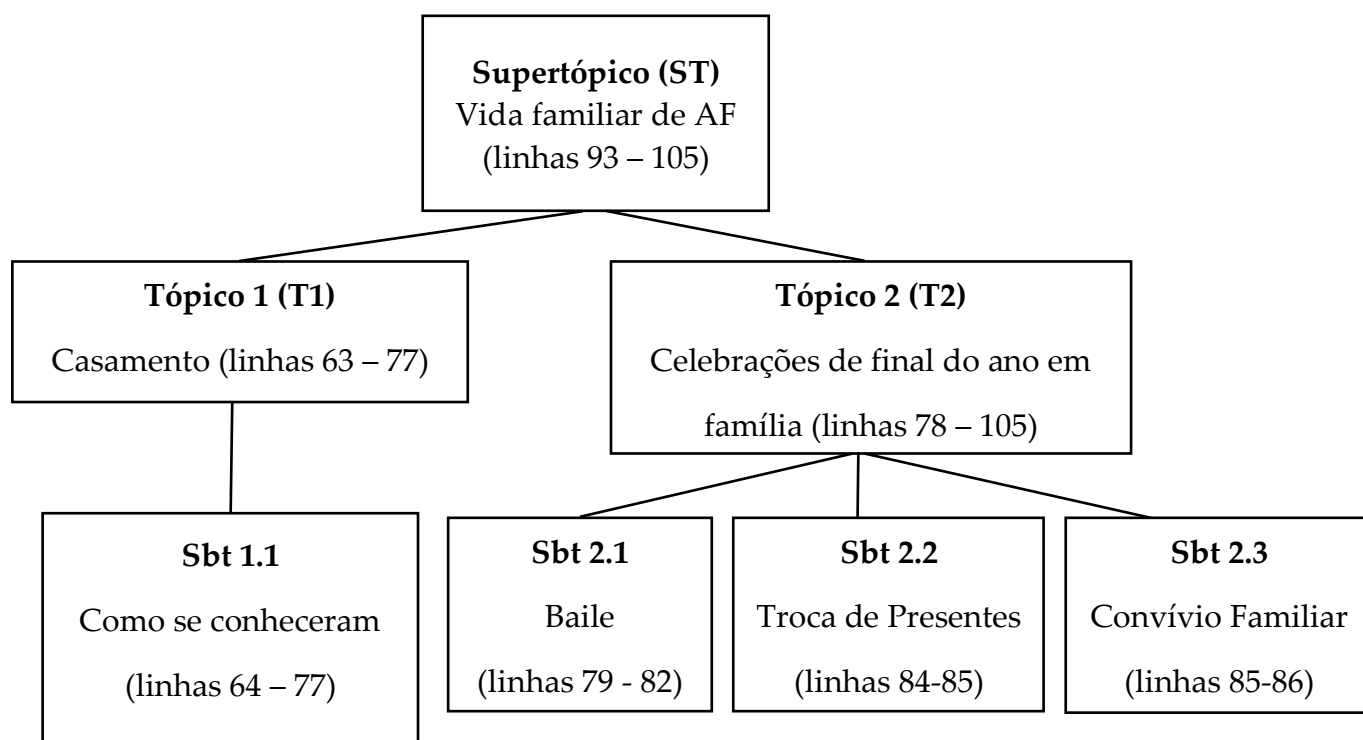 Supertópico (ST)
Vida familiar de AF
(linhas 93 – 105)
Tópico 1 (T1)
Casamento (linhas 63 – 77)
Tópico 2 (T2)
Celebrações de final do ano em
família (linhas 78 – 105)
Sbt 1.1
Como se conheceram
(linhas 64 – 77)
Sbt 2.1
Baile
(linhas 79 - 82)
Sbt 2.2
Troca de Presentes
(linhas 84-85)
Sbt 2.3
Convívio Familiar
(linhas 85-86)